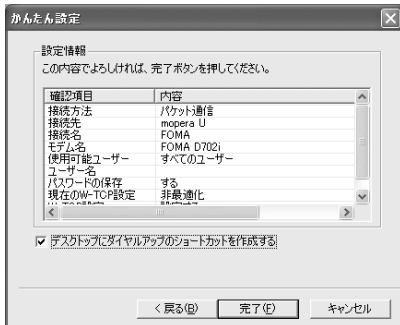 かんたん設定
設定情報
この内容でよろしければ、完了ボタンを押してください。
確認項目 内容
接続方法 パケット通信
接続先 mopera U
接続名 FOMA
モデム名 FOMA D702i
使用可能ユーザー すべてのユーザー
ユーザー名
パスワードの保存 する
現在のW-TCP設定 非最適化
デスクトップにダイヤルアップのショートカットを作成する
< 戻る(B) 完了(F) キャンセル